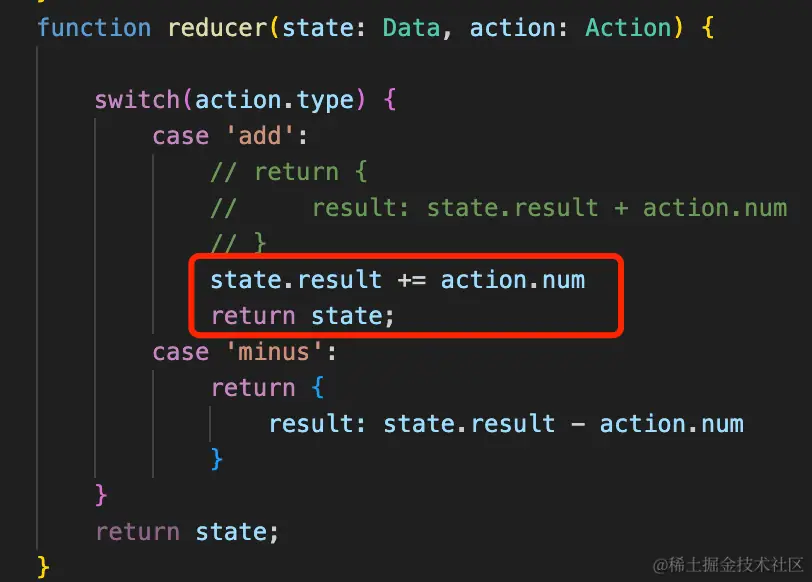 function reducer(state: Data, action: Action) {
switch(action.type) {
case 'add':
// return {
//     result: state.result + action.num
// }
state.result += action.num
return state;
case 'minus':
return {
result: state.result - action.num
}
}
return state;
}
@稀土掘金技术社区